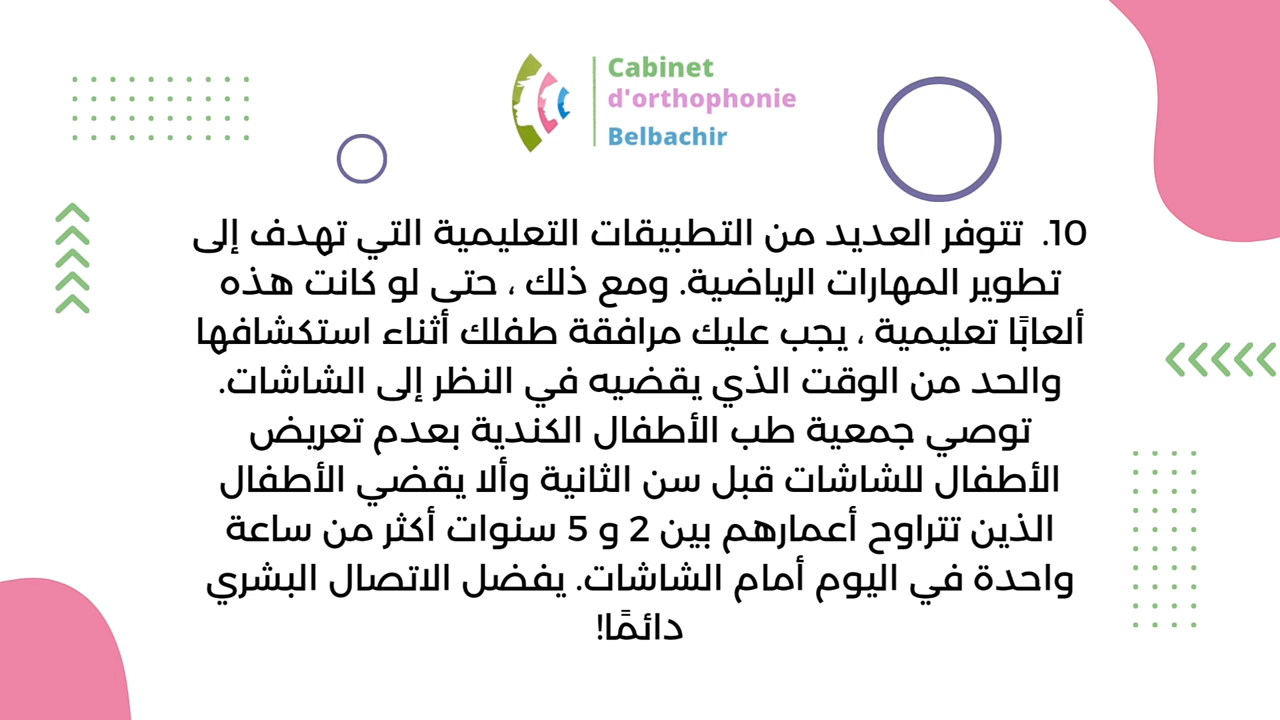 Cabinet
d'orthophonie
Belbachir
10. تتوفر العديد من التطبيقات التعليمية التي تهدف إلى
تطوير المهارات الرياضية. ومع ذلك ، حتى لو كانت هذه
ألعابًا تعليمية ، يجب عليك مرافقة طفلك أثناء استكشافها
والحد من الوقت الذي يقضيه في النظر إلى الشاشات.
توصي جمعية طب الأطفال الكندية بعدم تعريض
الأطفال للشاشات قبل سن الثانية وألا يقضي الأطفال
الذين تتراوح أعمارهم بين 2 و 5 سنوات أكثر من ساعة
واحدة في اليوم أمام الشاشات. يفضل الاتصال البشري
دائمًا!